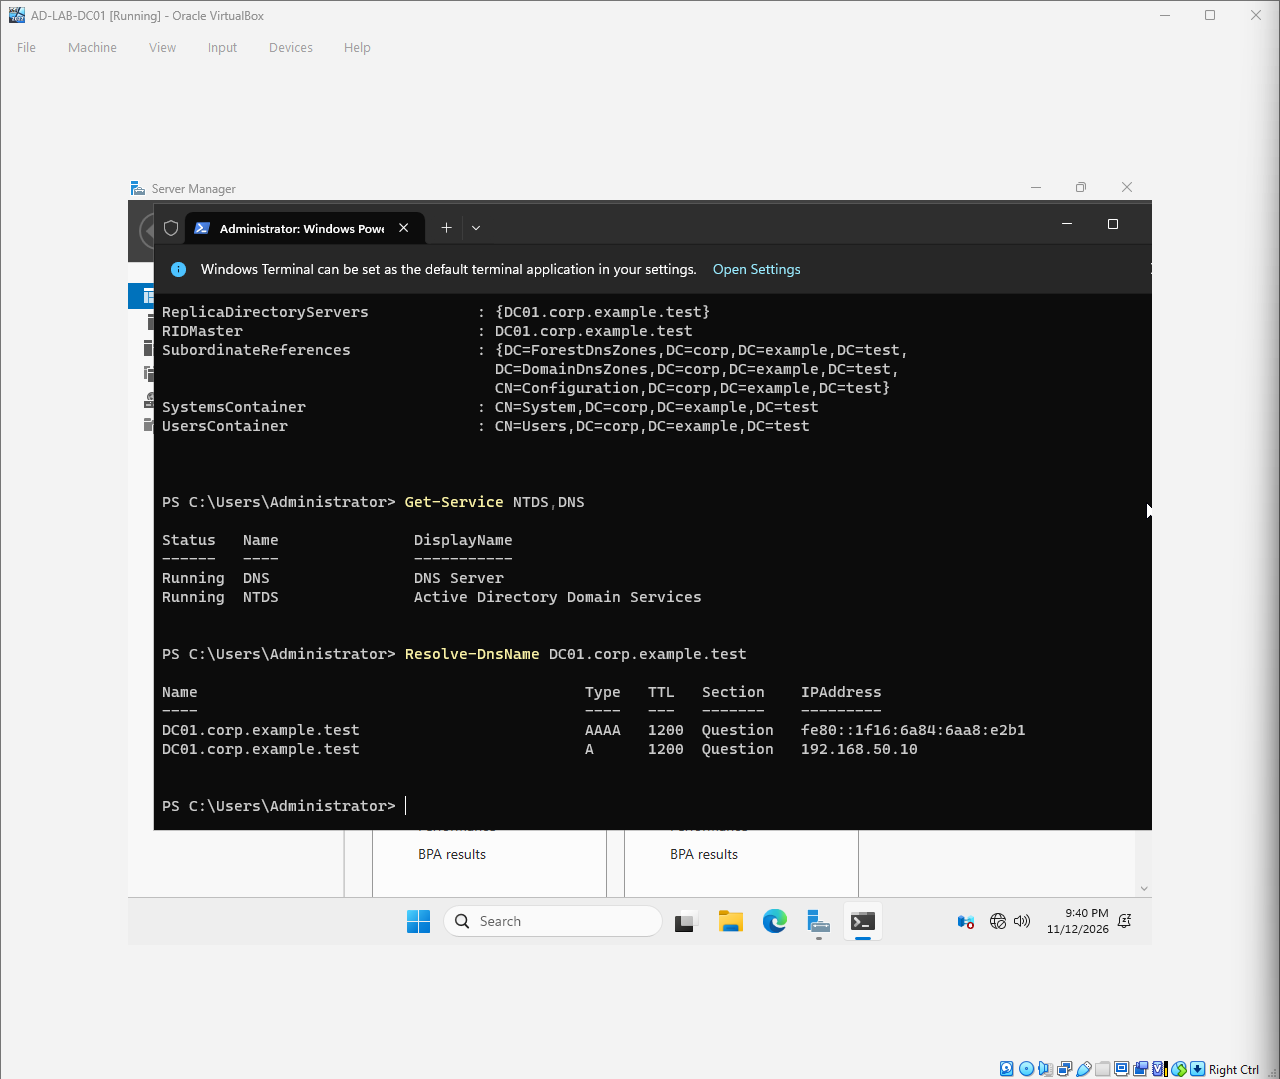 AD-LAB-DC01 [Running] - Oracle VirtualBox
File Machine View Input Devices Help
Server Manager
Administrator: Windows Powe
Windows Terminal can be set as the default terminal application in your settings. Open Settings
ReplicaDirectoryServers : {DC01.corp.example.test}
RIDMaster : DC01.corp.example.test
SubordinateReferences : {DC=ForestDnsZones,DC=corp,DC=example,DC=test,
DC=DomainDnsZones,DC=corp,DC=example,DC=test,
CN=Configuration,DC=corp,DC=example,DC=test}
SystemsContainer : CN=System,DC=corp,DC=example,DC=test
UsersContainer : CN=Users,DC=corp,DC=example,DC=test
PS C:\Users\Administrator> Get-Service NTDS,DNS
Status Name DisplayName
------ ---- -----------
Running DNS DNS Server
Running NTDS Active Directory Domain Services
PS C:\Users\Administrator> Resolve-DnsName DC01.corp.example.test
Name Type TTL Section IPAddress
---- ---- --- ------- ---------
DC01.corp.example.test AAAA 1200 Question fe80::1f16:6a84:6aa8:e2b1
DC01.corp.example.test A 1200 Question 192.168.50.10
PS C:\Users\Administrator>
BPA results BPA results
Search
9:40 PM
11/12/2026
Right Ctrl